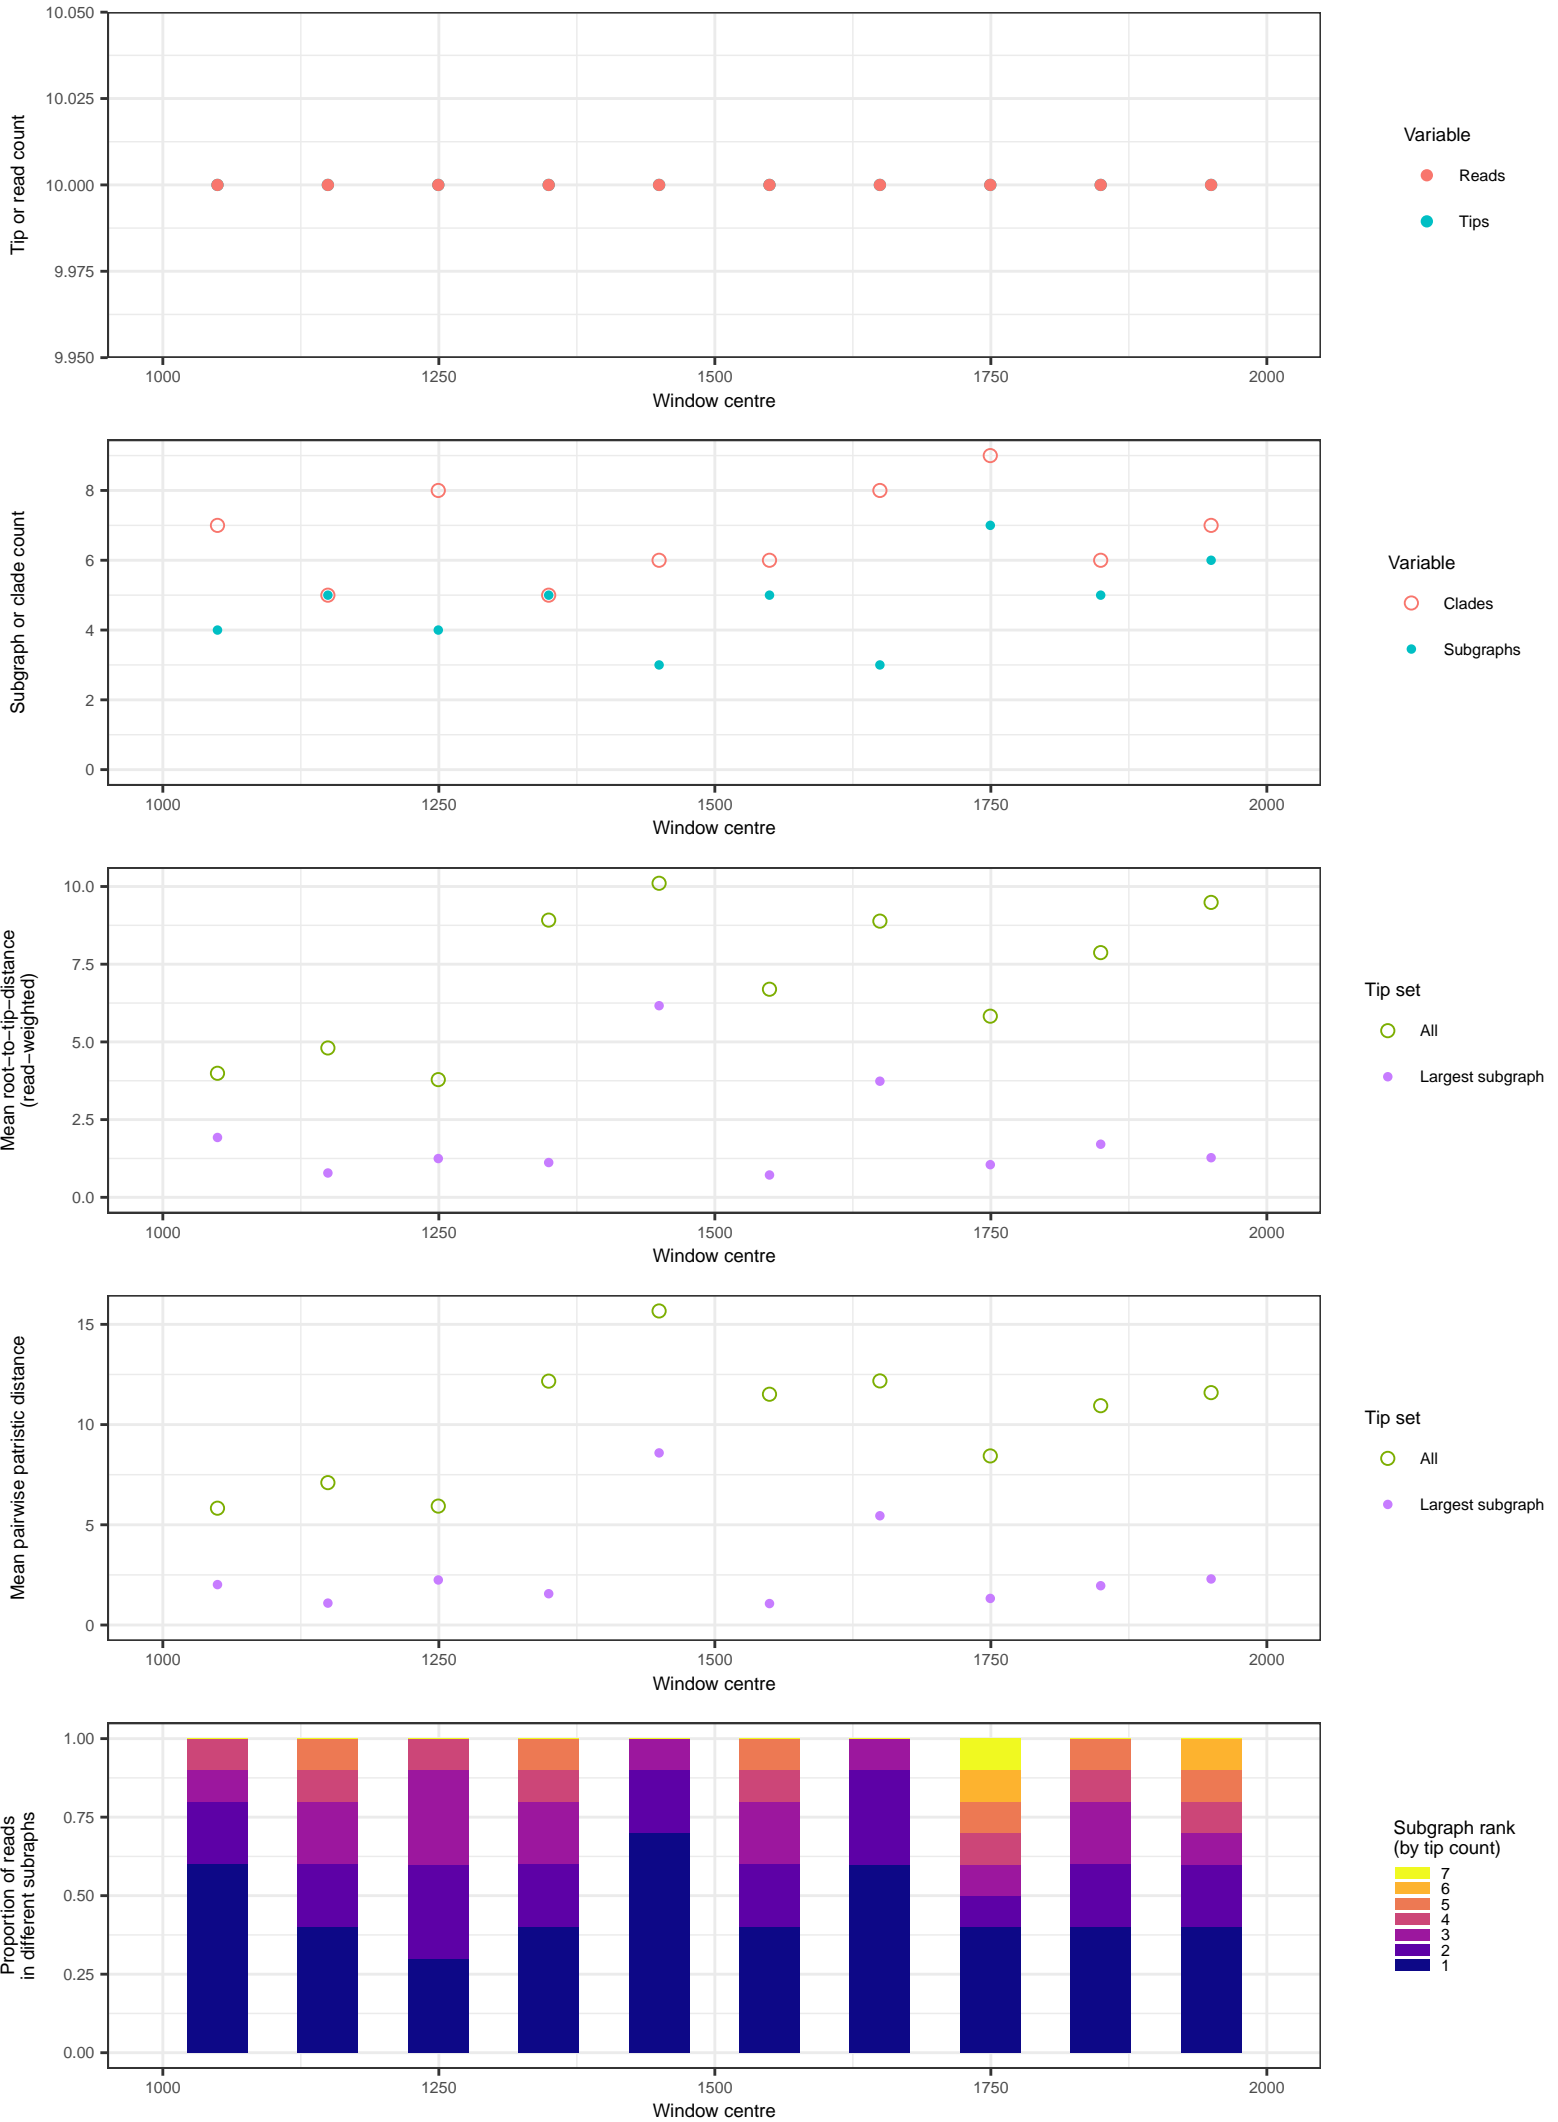 10.050
10.025
10.000
9.975
9.950
Tip or read count
1000 1250 1500 1750 2000
Window centre
Variable
Reads
Tips
8
6
4
2
0
Subgraph or clade count
1000 1250 1500 1750 2000
Window centre
Variable
Clades
Subgraphs
10.0
7.5
5.0
2.5
0.0
Mean root−to−tip−distance
(read−weighted)
1000 1250 1500 1750 2000
Window centre
Tip set
All
Largest subgraph
15
10
5
0
Mean pairwise patristic distance
1000 1250 1500 1750 2000
Window centre
Tip set
All
Largest subgraph
1.00
0.75
0.50
0.25
0.00
Proportion of reads
in different subraphs
1000 1250 1500 1750 2000
Window centre
Subgraph rank
(by tip count)
7
6
5
4
3
2
1